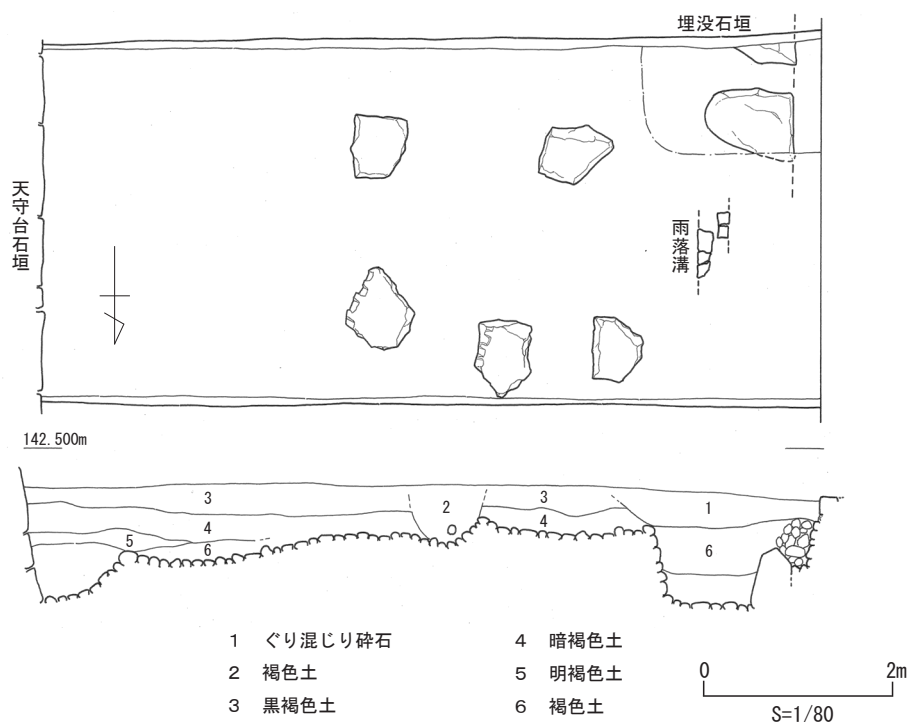 埋没石垣
天守台石垣
雨落溝
142.500m
3
2
3
1
4
4
5
6
6
1 ぐり混じり砕石
2 褐色土
3 黒褐色土
4 暗褐色土
5 明褐色土
6 褐色土
0 2m
S=1/80